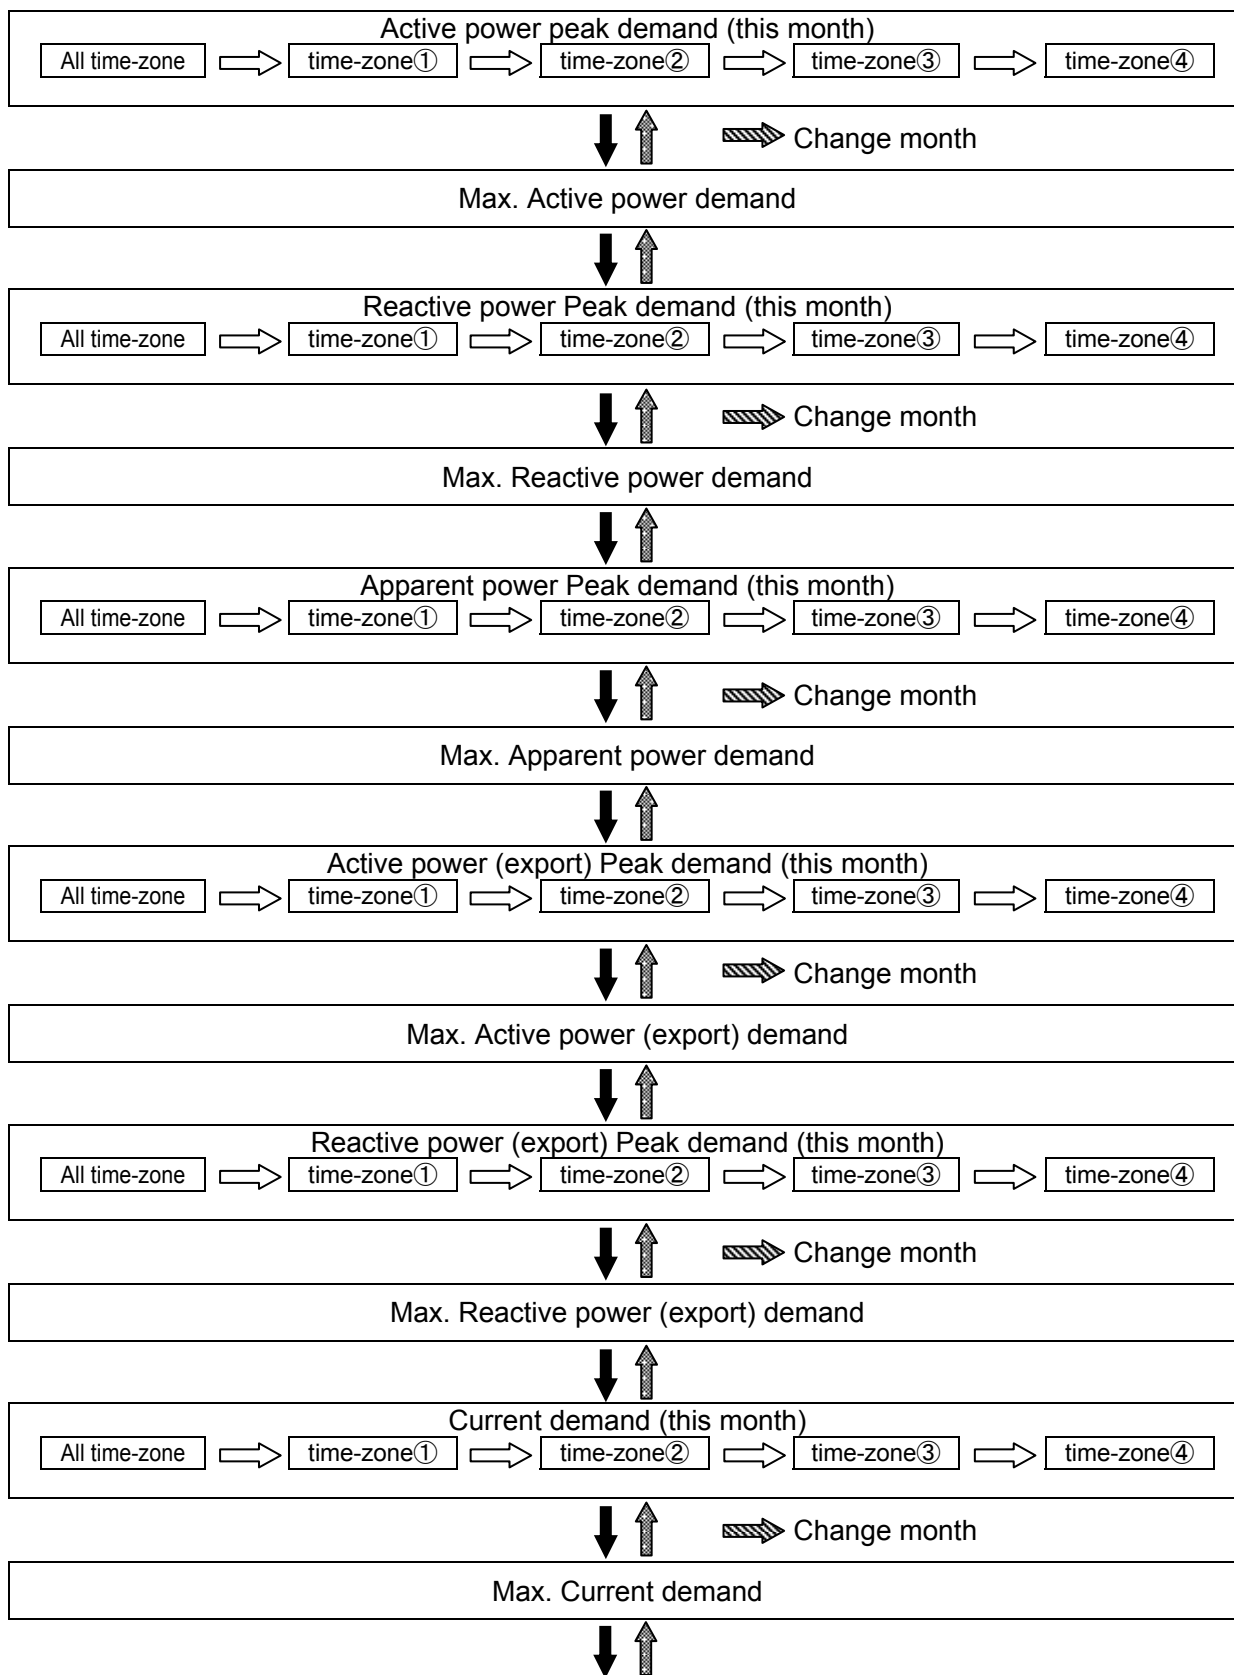 Active power peak demand (this month)
All time-zone time-zone① time-zone② time-zone③ time-zone④
Change month
Max. Active power demand
Reactive power Peak demand (this month)
All time-zone time-zone① time-zone② time-zone③ time-zone④
Change month
Max. Reactive power demand
Apparent power Peak demand (this month)
All time-zone time-zone① time-zone② time-zone③ time-zone④
Change month
Max. Apparent power demand
Active power (export) Peak demand (this month)
All time-zone time-zone① time-zone② time-zone③ time-zone④
Change month
Max. Active power (export) demand
Reactive power (export) Peak demand (this month)
All time-zone time-zone① time-zone② time-zone③ time-zone④
Change month
Max. Reactive power (export) demand
Current demand (this month)
All time-zone time-zone① time-zone② time-zone③ time-zone④
Change month
Max. Current demand